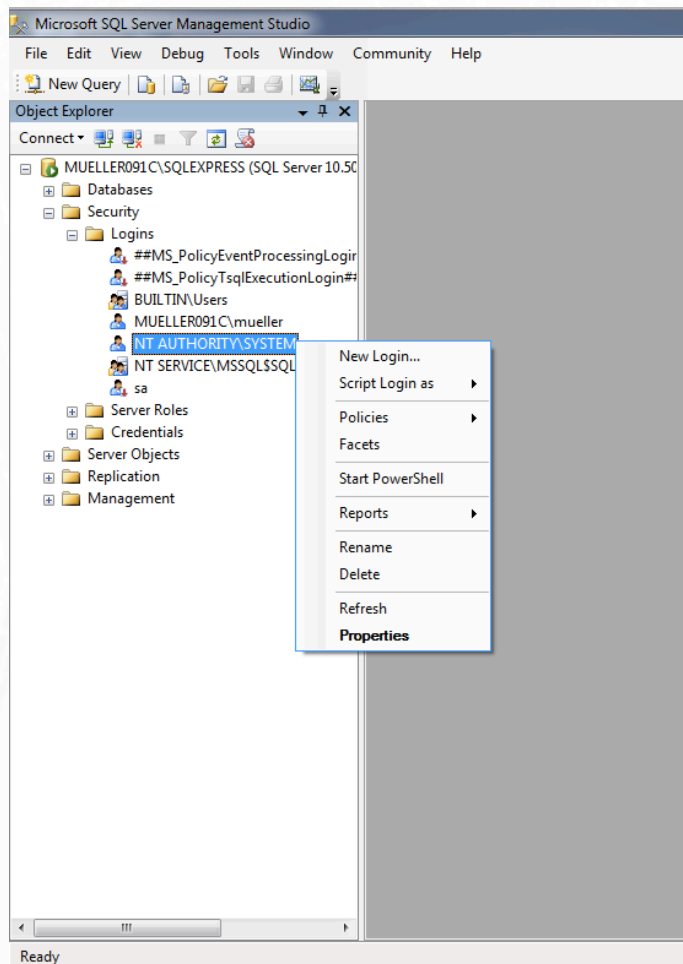 Microsoft SQL Server Management Studio
File Edit View Debug Tools Window Community Help
New Query
Object Explorer
Connect
MUELLER091C\SQLEXPRESS (SQL Server 10.50
Databases
Security
Logins
##MS_PolicyEventProcessingLogin
##MS_PolicyTsqlExecutionLogin##
BUILTIN\Users
MUELLER091C\mueller
NT AUTHORITY\SYSTEM
NT SERVICE\MSSQL$SQL
sa
Server Roles
Credentials
Server Objects
Replication
Management
New Login...
Script Login as
Policies
Facets
Start PowerShell
Reports
Rename
Delete
Refresh
Properties
Ready